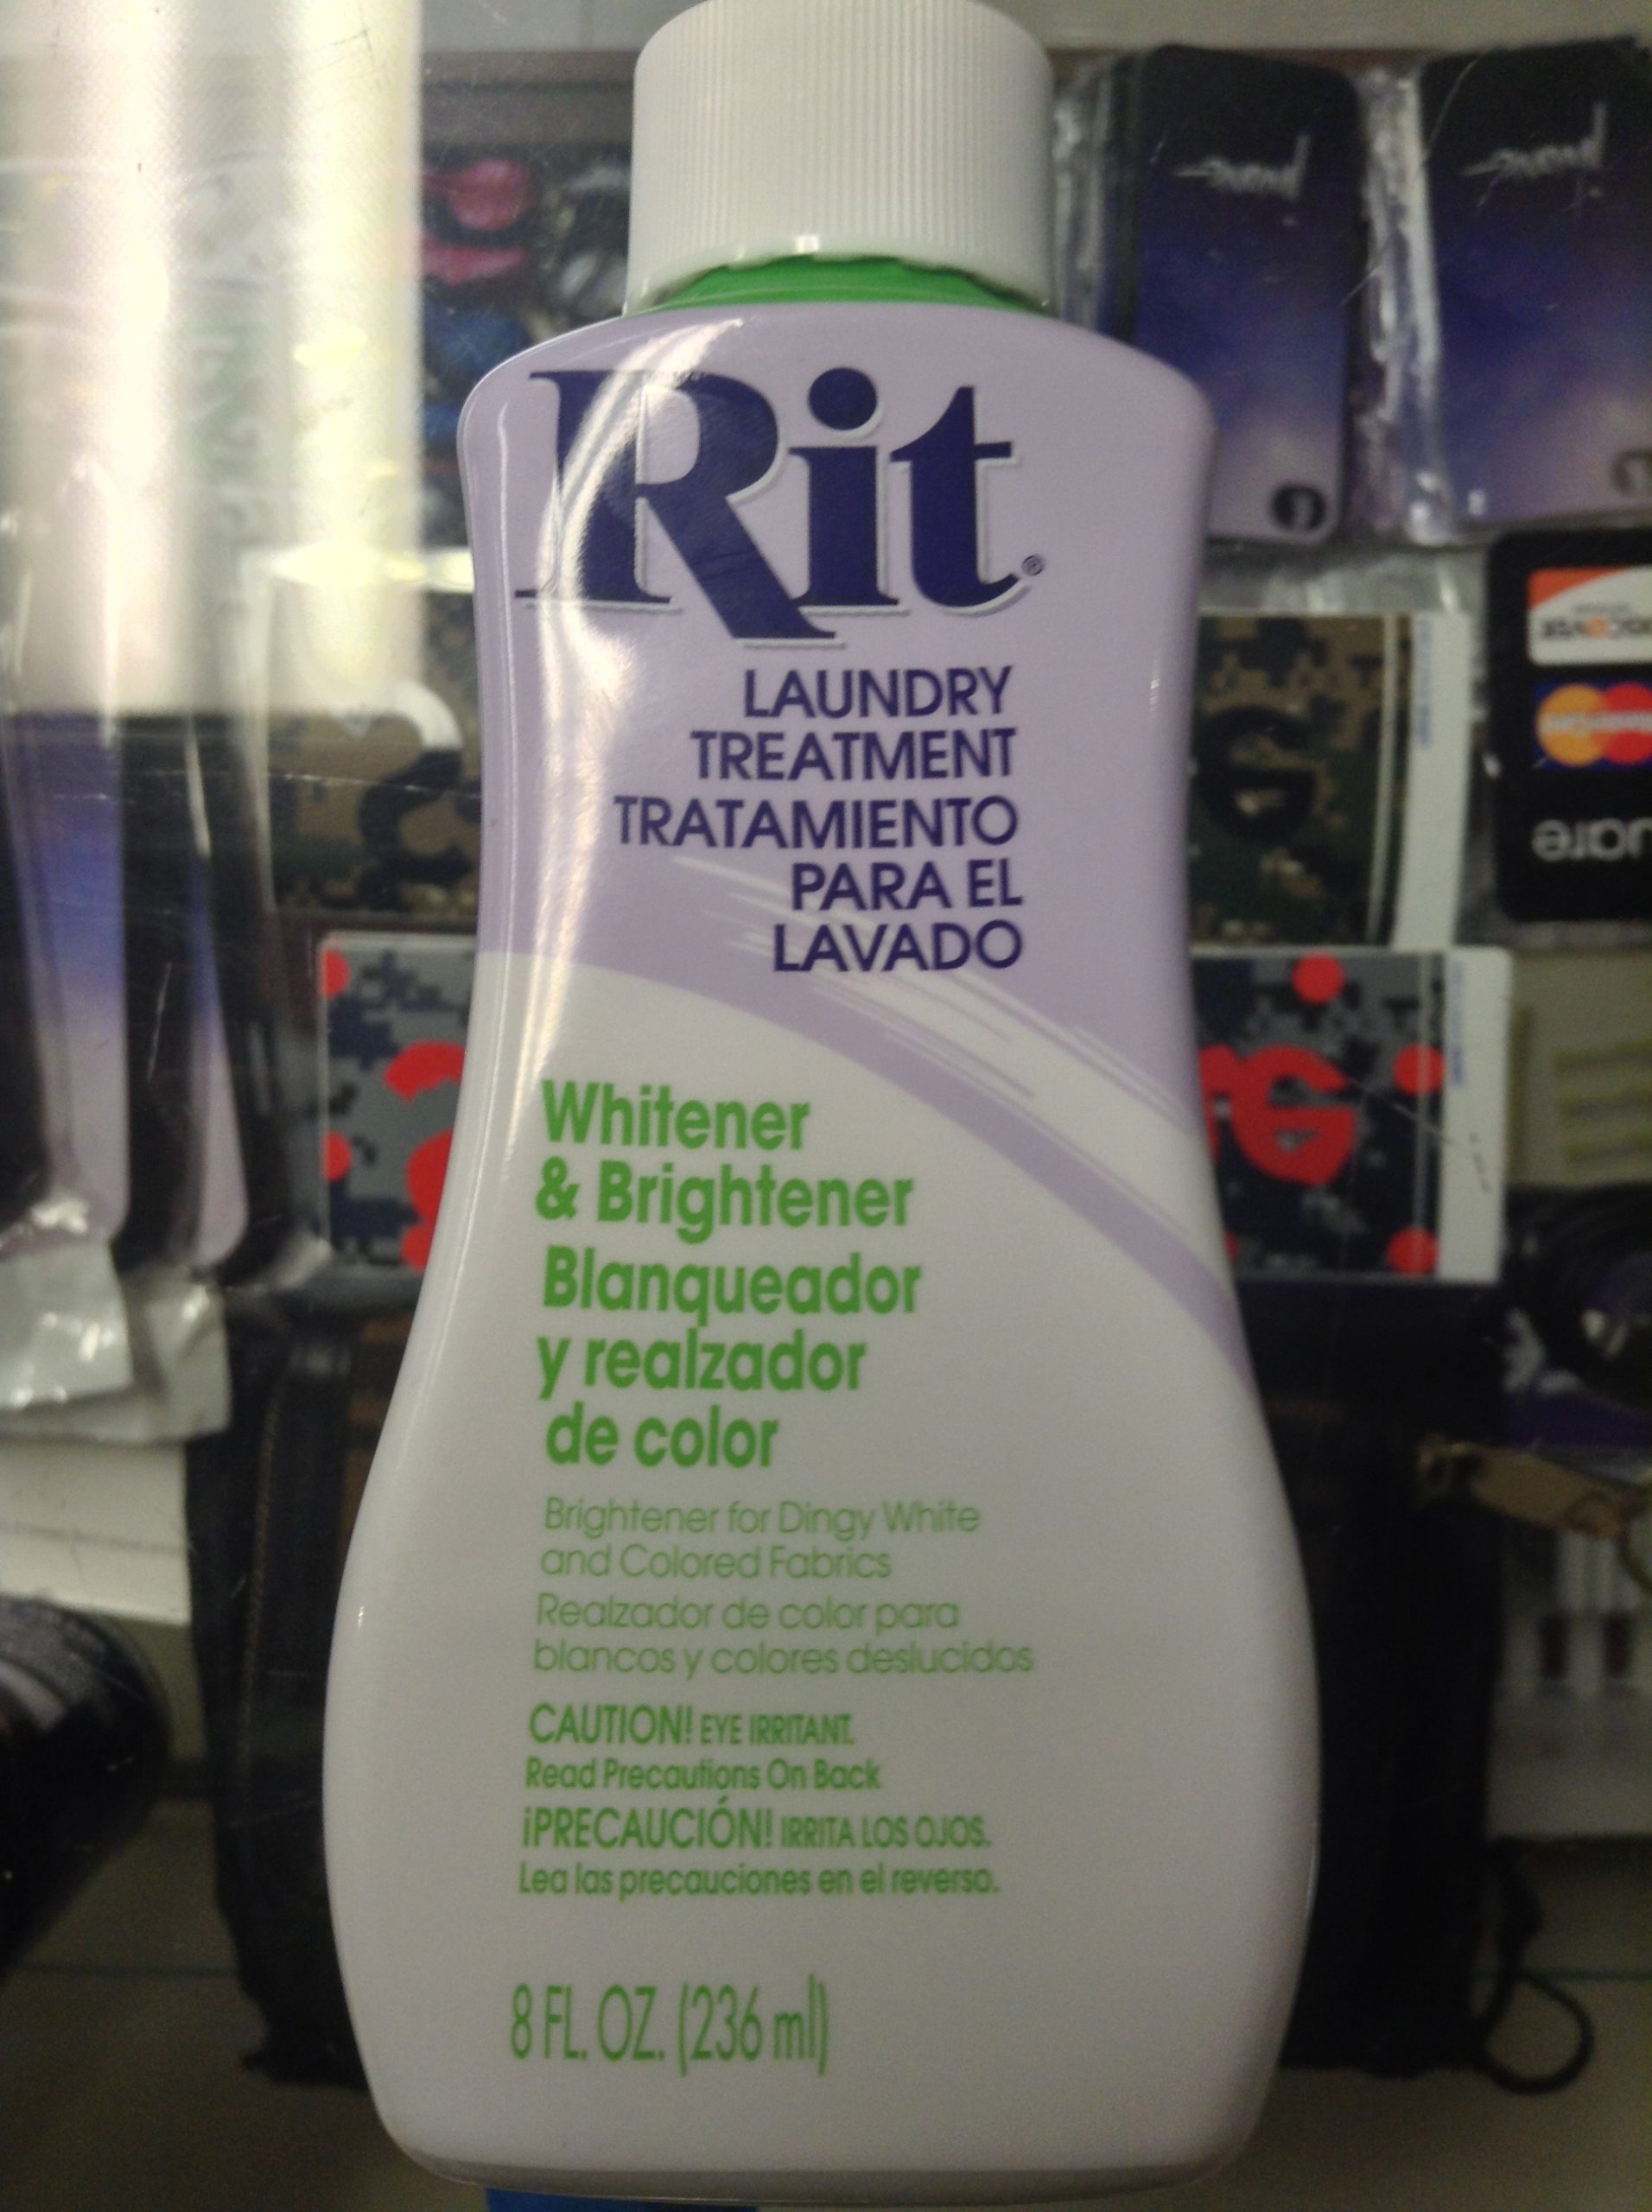 Rit®
LAUNDRY
TREATMENT
TRATAMIENTO
PARA EL
LAVADO
Whitener
& Brightener
Blanqueador
y realzador
de color
Brightener for Dingy White
and Colored Fabrics
Realzador de color para
blancos y colores deslucidos
CAUTION! EYE IRRITANT.
Read Precautions On Back
¡PRECAUCIÓN! IRRITA LOS OJOS.
Lea las precauciones en el reverso.
8 FL. OZ. (236 ml)